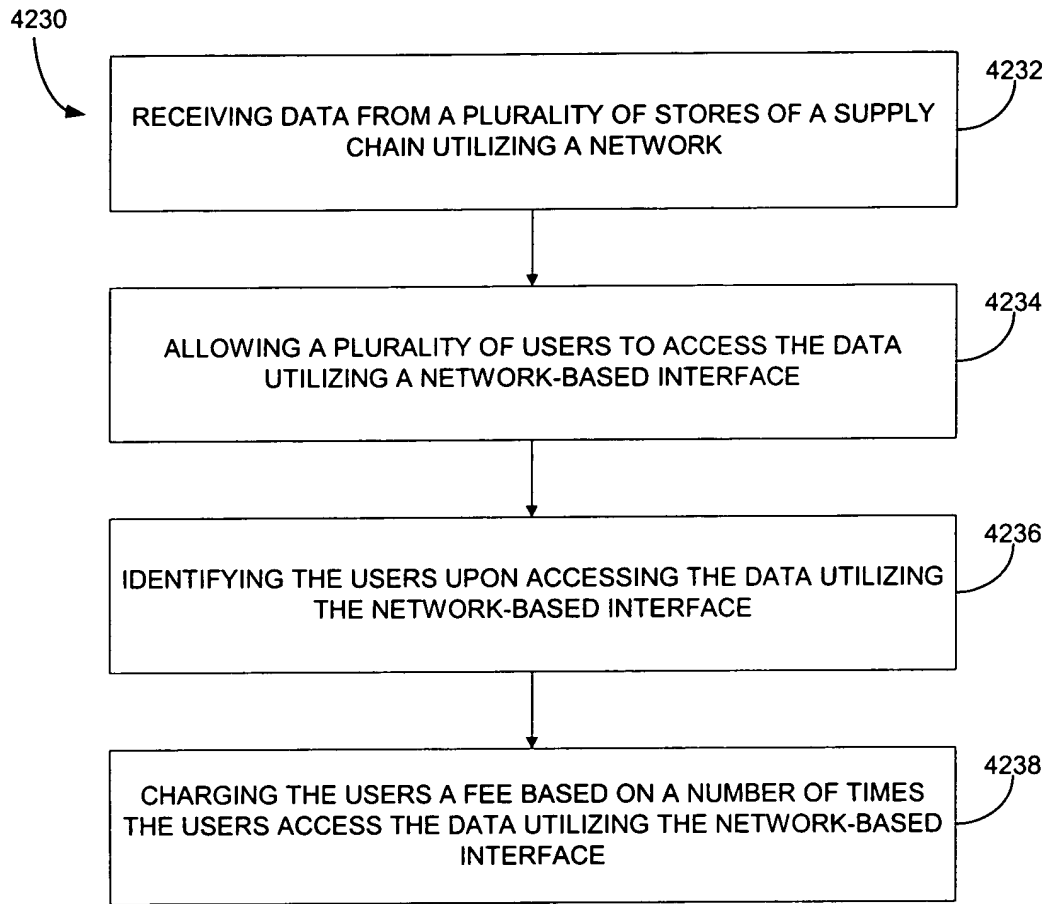 4230
4232
RECEIVING DATA FROM A PLURALITY OF STORES OF A SUPPLY
CHAIN UTILIZING A NETWORK
4234
ALLOWING A PLURALITY OF USERS TO ACCESS THE DATA
UTILIZING A NETWORK-BASED INTERFACE
4236
IDENTIFYING THE USERS UPON ACCESSING THE DATA UTILIZING
THE NETWORK-BASED INTERFACE
4238
CHARGING THE USERS A FEE BASED ON A NUMBER OF TIMES
THE USERS ACCESS THE DATA UTILIZING THE NETWORK-BASED
INTERFACE